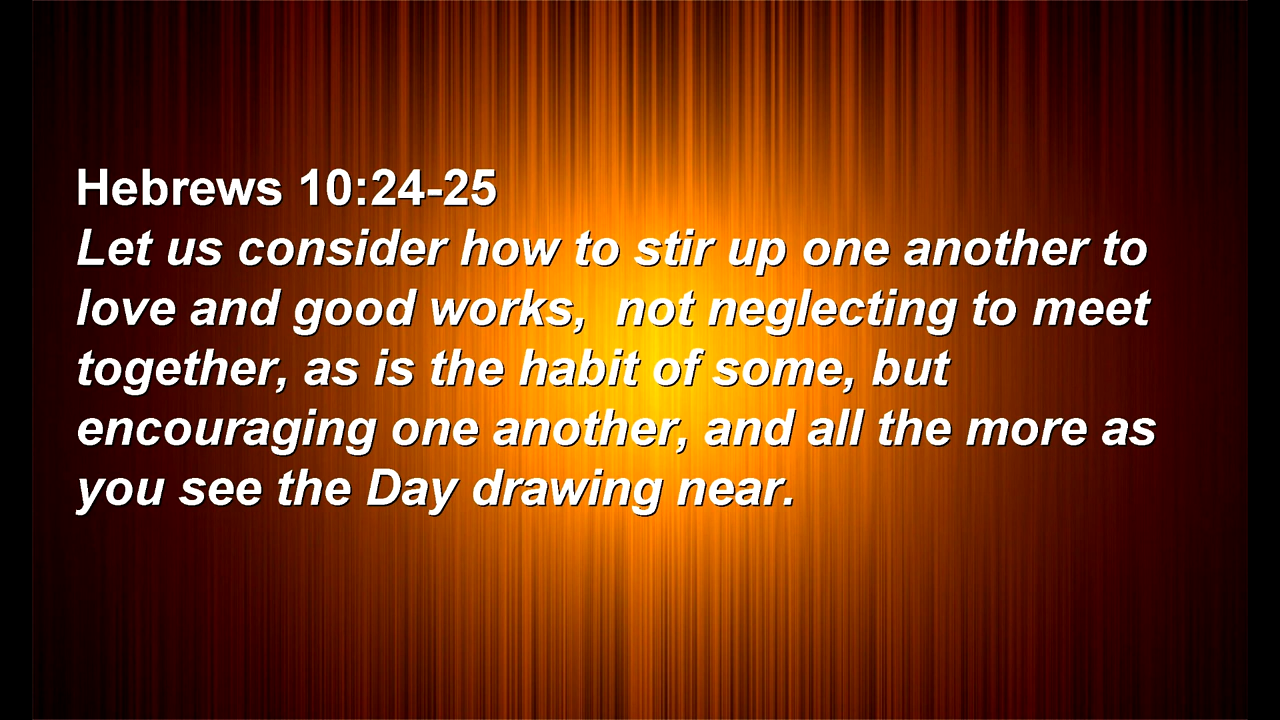 Hebrews 10:24-25
Let us consider how to stir up one another to
love and good works,  not neglecting to meet
together, as is the habit of some, but
encouraging one another, and all the more as
you see the Day drawing near.